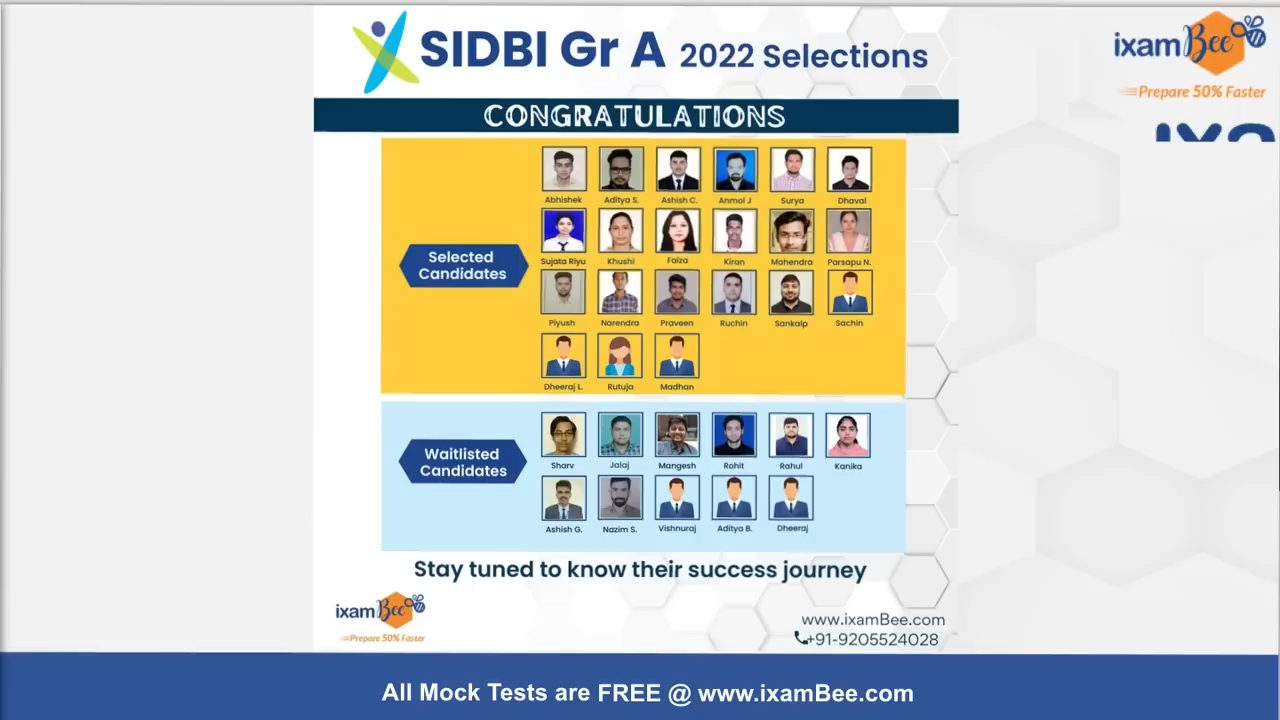 SIDBI Gr A 2022 Selections
ixamBee
Prepare 50% Faster
CONGRATULATIONS
Selected
Candidates
Abhishek Aditya S. Ashish C. Anmol J Surya Dhaval
Sujata Riyu Khushi Faiza Kiran Mahendra Parsapu N.
Piyush Narendra Praveen Ruchin Sankalp Sachin
Dheeraj L. Rutuja Madhan
Waitlisted
Candidates
Sharv Jalaj Mangesh Rohit Rahul Kanika
Ashish G. Nazim S. Vishnuraj Aditya B. Dheeraj
Stay tuned to know their success journey
ixamBee
Prepare 50% Faster
www.ixamBee.com
+91-9205524028
All Mock Tests are FREE @ www.ixamBee.com